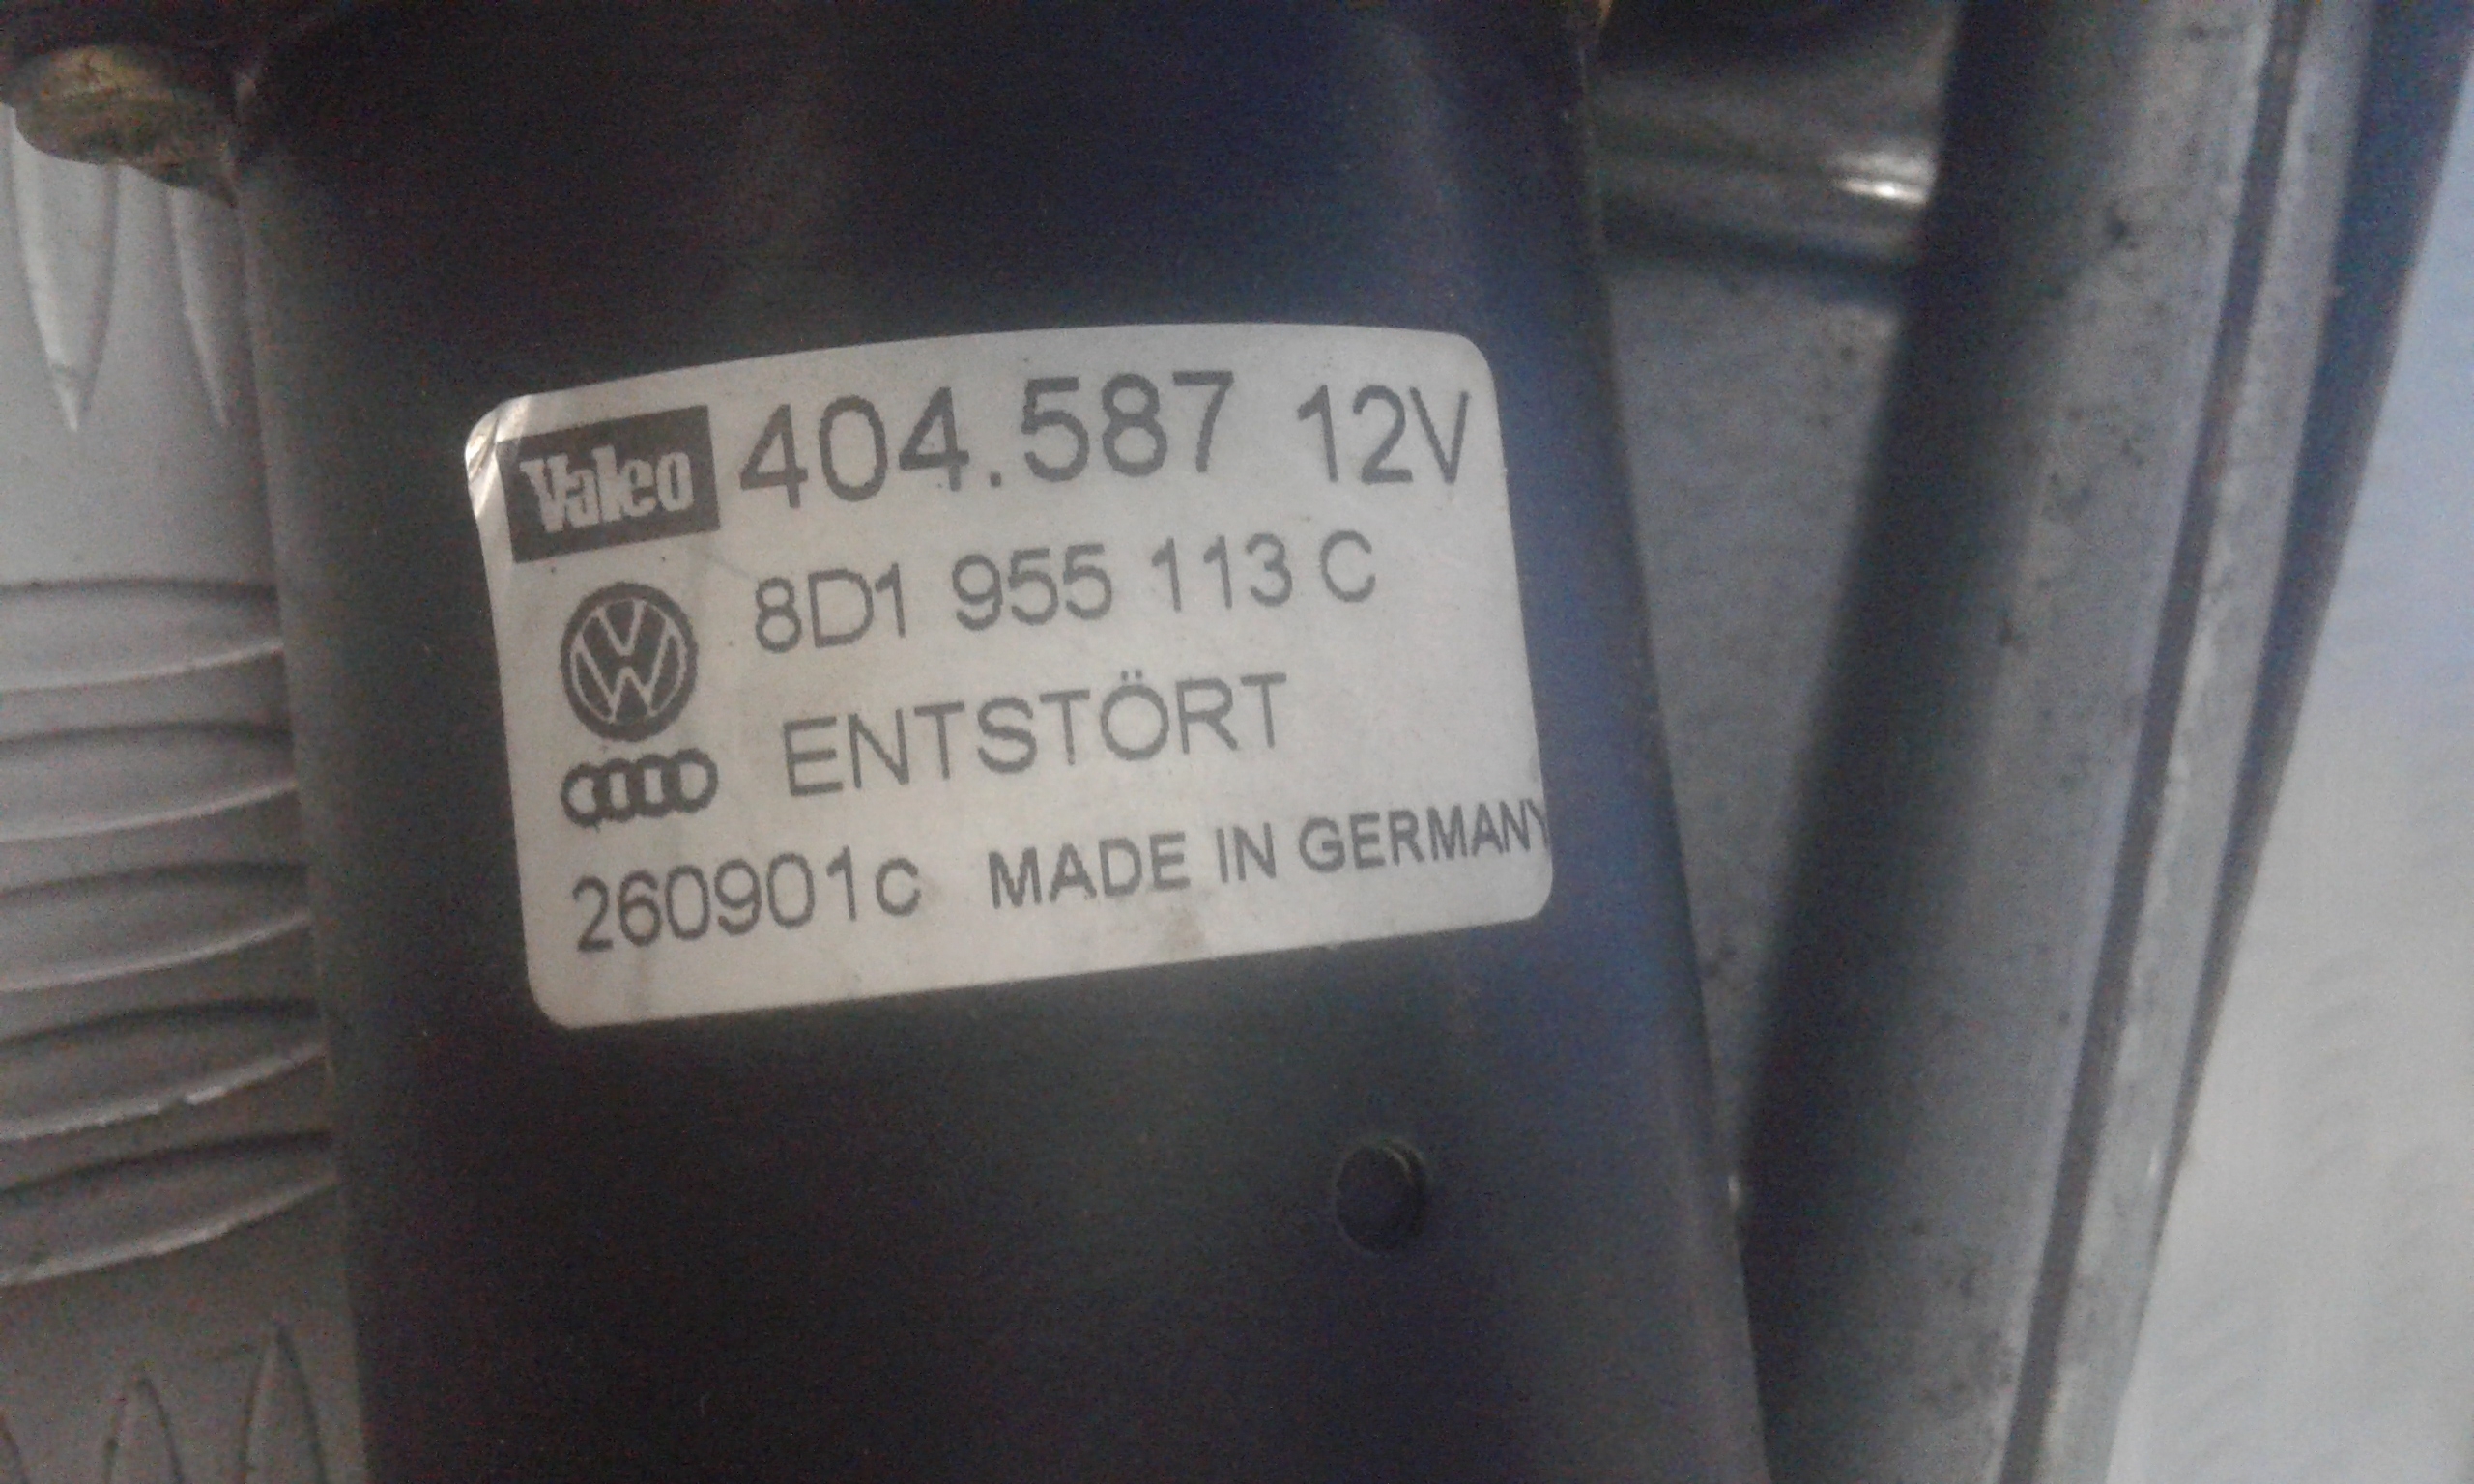 Valeo 404.587 12V
8D1 955 113 C
ENTSTÖRT
260901c MADE IN GERMANY